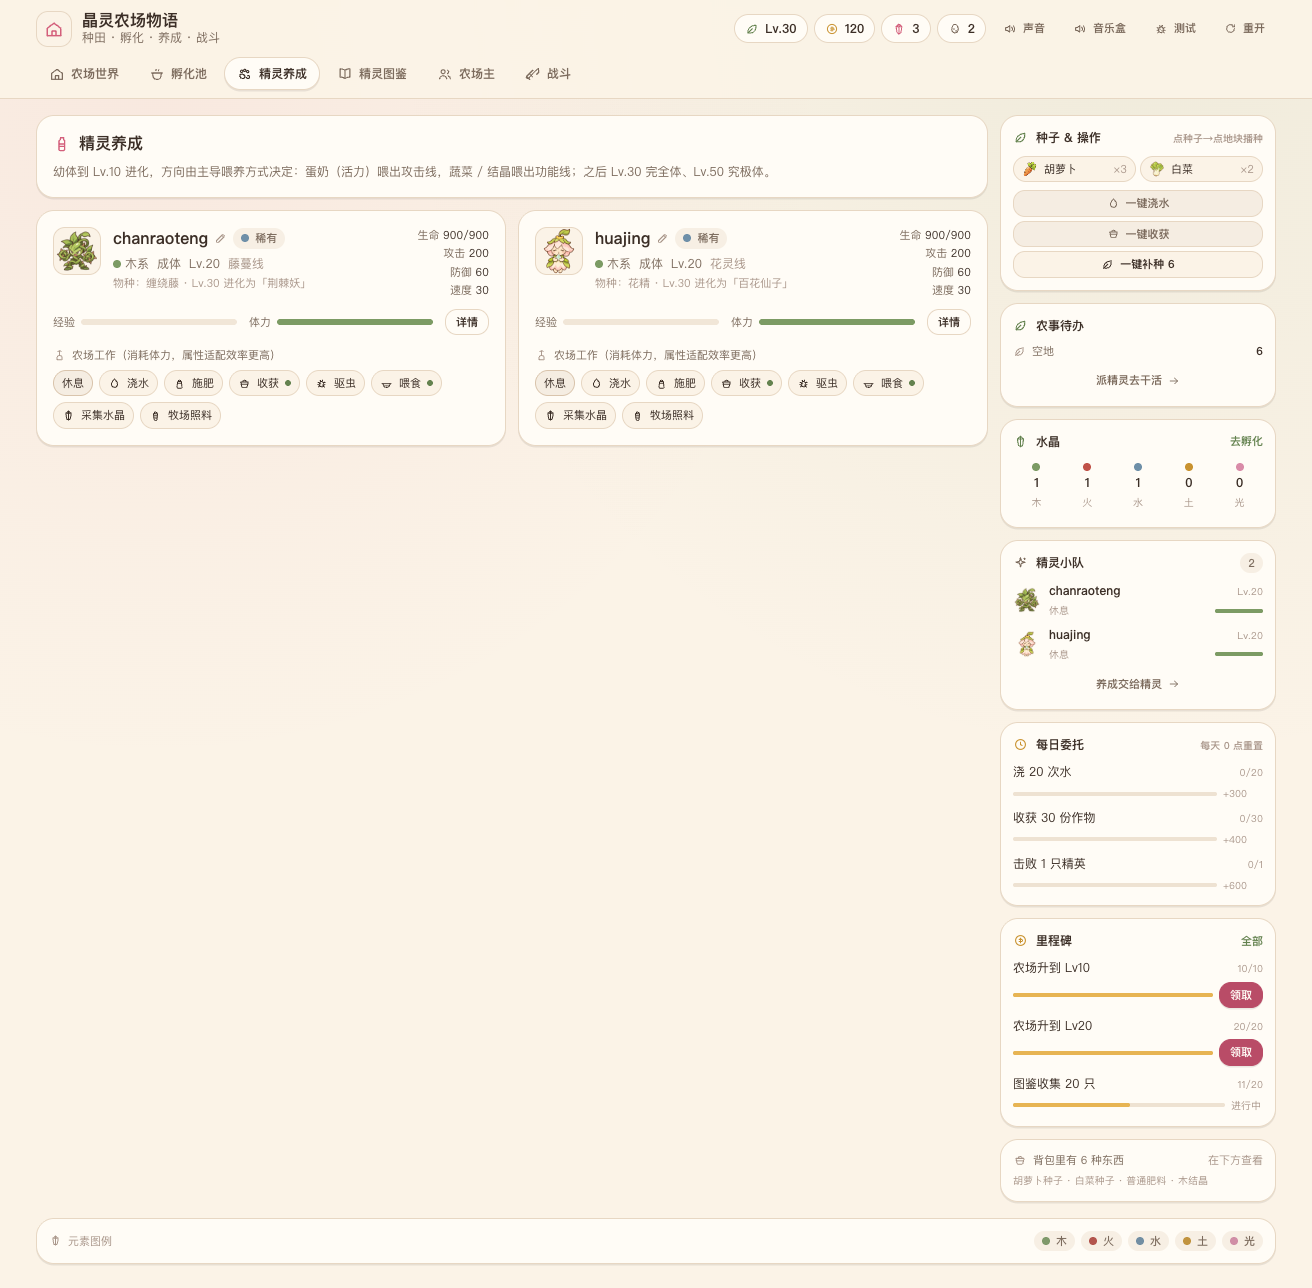 晶灵农场物语
种田 · 孵化 · 养成 · 战斗
Lv.30
120
3
2
声音
音乐盒
测试
重开
农场世界
孵化池
精灵养成
精灵图鉴
农场主
战斗
精灵养成
幼体到 Lv.10 进化，方向由主导喂养方式决定：蛋奶（活力）喂出攻击线，蔬菜 / 结晶喂出功能线；之后 Lv.30 完全体、Lv.50 究极体。
chanraoteng
稀有
木系 成体 Lv.20 藤蔓线
物种：缠绕藤 · Lv.30 进化为「荆棘妖」
生命 900/900
攻击 200
防御 60
速度 30
经验
体力
详情
农场工作（消耗体力，属性适配效率更高）
休息
浇水
施肥
收获
驱虫
喂食
采集水晶
牧场照料
huajing
稀有
木系 成体 Lv.20 花灵线
物种：花精 · Lv.30 进化为「百花仙子」
生命 900/900
攻击 200
防御 60
速度 30
经验
体力
详情
农场工作（消耗体力，属性适配效率更高）
休息
浇水
施肥
收获
驱虫
喂食
采集水晶
牧场照料
种子 & 操作
点种子→点地块播种
胡萝卜 ×3
白菜 ×2
一键浇水
一键收获
一键补种 6
农事待办
空地 6
派精灵去干活 →
水晶
去孵化
1 1 1 0 0
木 火 水 土 光
精灵小队
2
chanraoteng Lv.20
休息
huajing Lv.20
休息
养成交给精灵 →
每日委托
每天 0 点重置
浇 20 次水 0/20
+300
收获 30 份作物 0/30
+400
击败 1 只精英 0/1
+600
里程碑
全部
农场升到 Lv10 10/10
领取
农场升到 Lv20 20/20
领取
图鉴收集 20 只 11/20
进行中
背包里有 6 种东西
在下方查看
胡萝卜种子 · 白菜种子 · 普通肥料 · 木结晶
元素图例
木 火 水 土 光